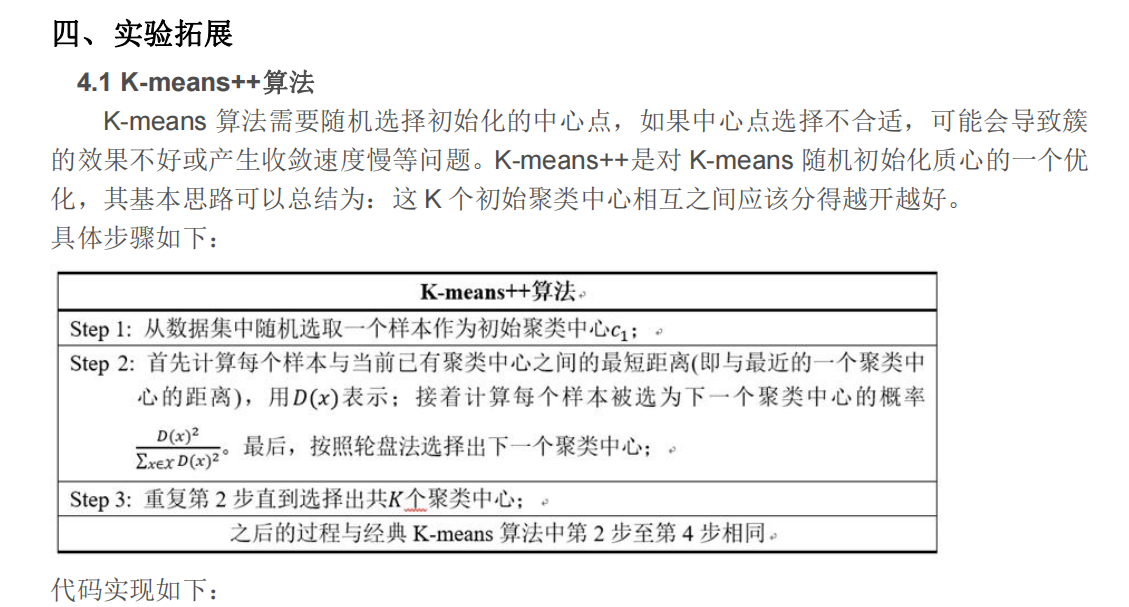 四、实验拓展
4.1 K-means++算法
K-means 算法需要随机选择初始化的中心点，如果中心点选择不合适，可能会导致簇
的效果不好或产生收敛速度慢等问题。K-means++是对 K-means 随机初始化质心的一个优
化，其基本思路可以总结为：这 K 个初始聚类中心相互之间应该分得越开越好。
具体步骤如下：
K-means++算法
Step 1: 从数据集中随机选取一个样本作为初始聚类中心c₁；
Step 2: 首先计算每个样本与当前已有聚类中心之间的最短距离(即与最近的一个聚类中
心的距离)，用D(x)表示；接着计算每个样本被选为下一个聚类中心的概率
D(x)²/∑x∈χ D(x)²。最后，按照轮盘法选择出下一个聚类中心；
Step 3: 重复第 2 步直到选择出共K个聚类中心；
之后的过程与经典 K-means 算法中第 2 步至第 4 步相同
代码实现如下：